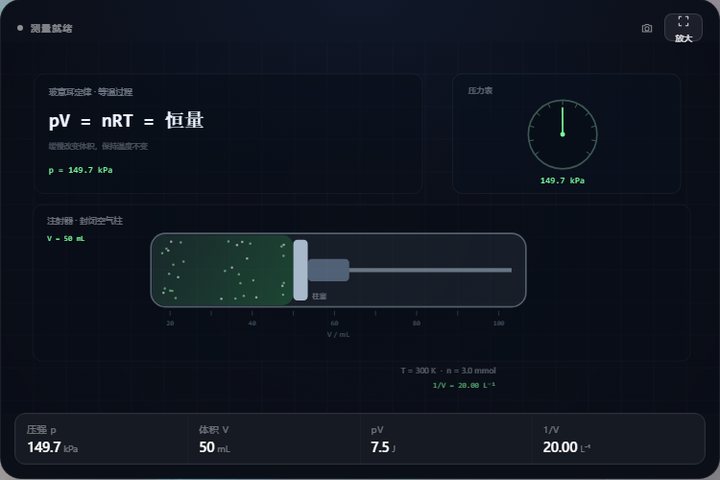 测量就绪
放大
玻意耳定律 · 等温过程
pV = nRT = 恒量
缓慢改变体积，保持温度不变
p = 149.7 kPa
压力表
149.7 kPa
注射器 · 封闭空气柱
V = 50 mL
柱塞
20 40 60 80 100
V / mL
T = 300 K · n = 3.0 mmol
1/V = 20.00 L⁻¹
压强 p 体积 V pV 1/V
149.7 kPa 50 mL 7.5 J 20.00 L⁻¹